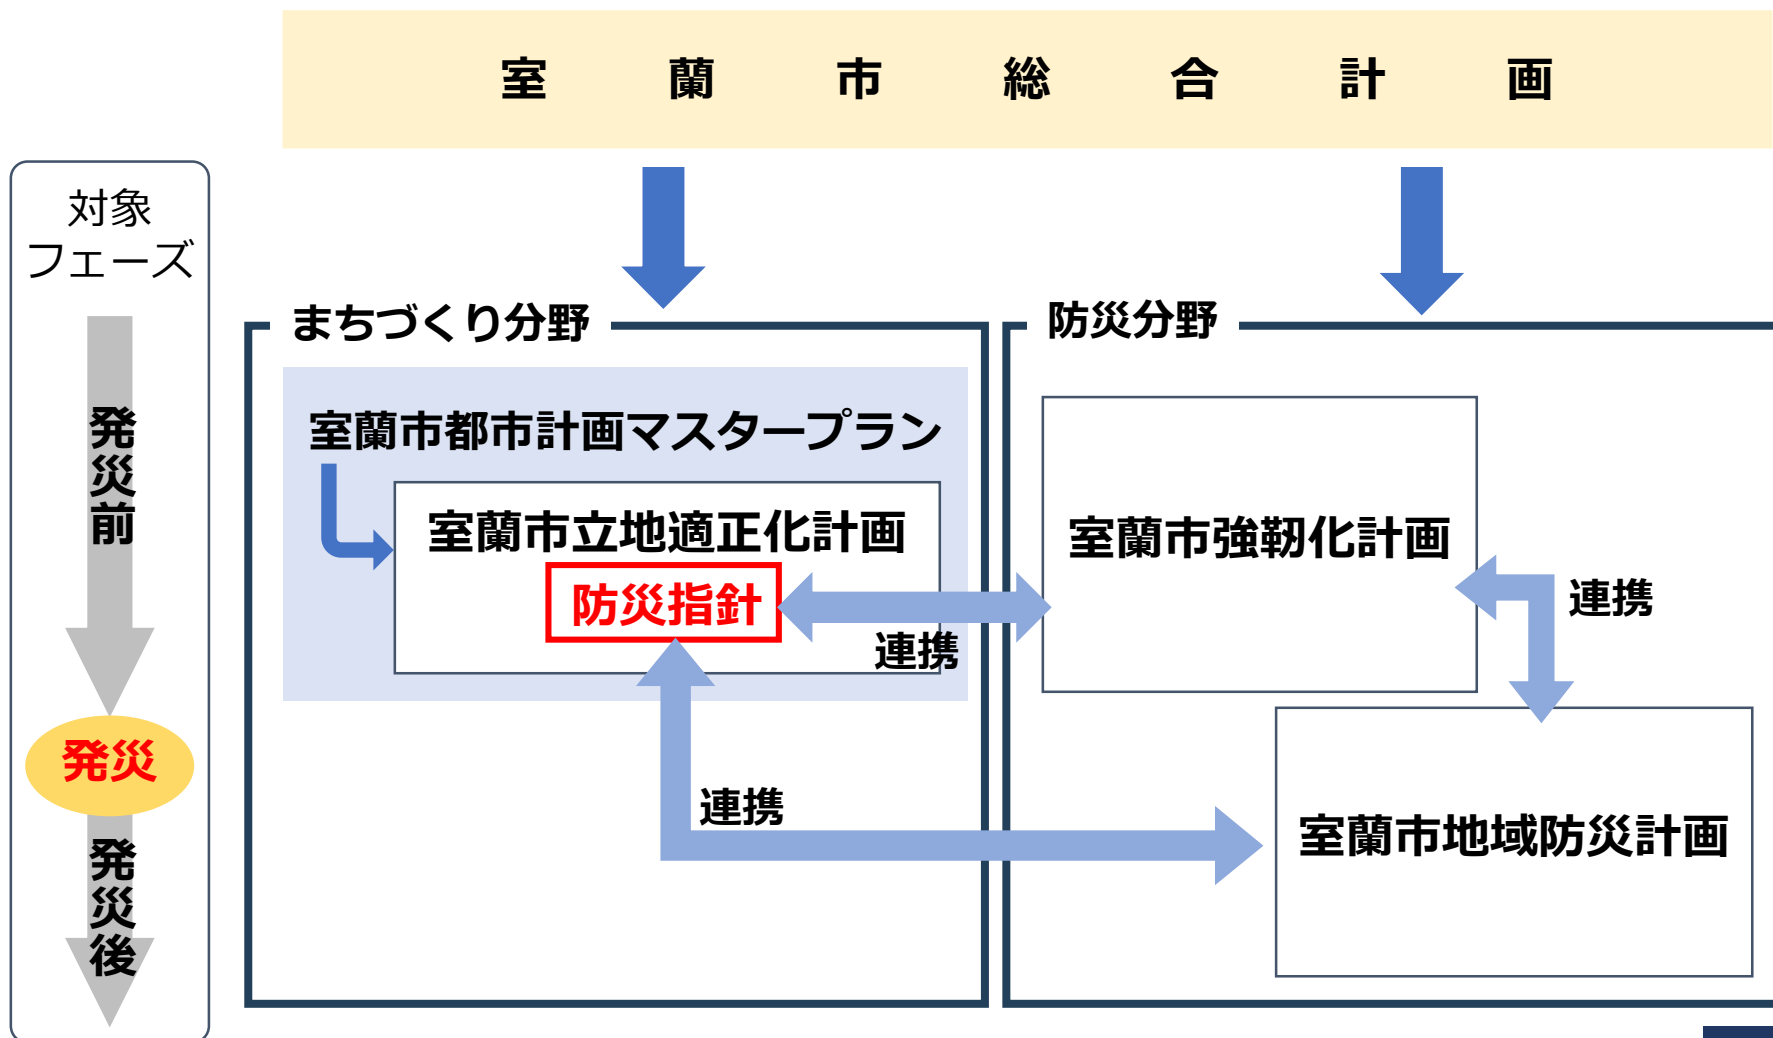 室蘭市総合計画
対象
フェーズ
発災前
発災
発災後
まちづくり分野
室蘭市都市計画マスタープラン
室蘭市立地適正化計画
防災指針
連携
連携
防災分野
室蘭市強靭化計画
連携
室蘭市地域防災計画